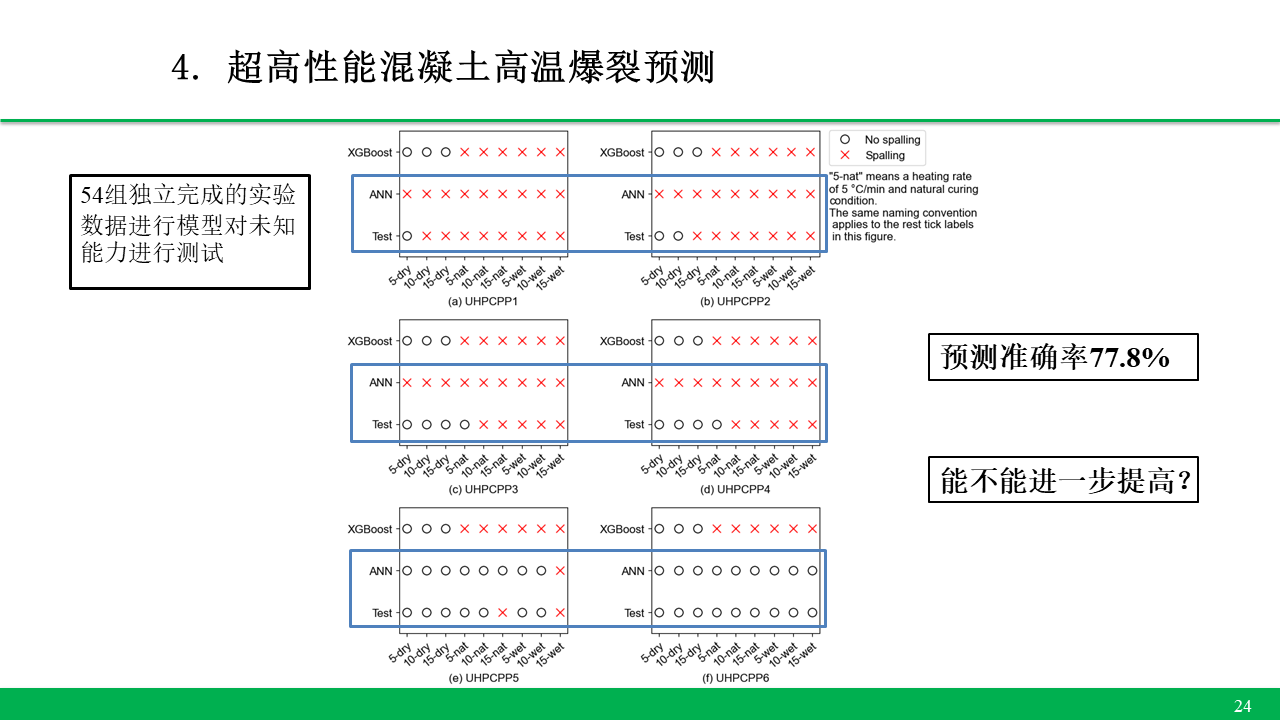 4. 超高性能混凝土高温爆裂预测
54组独立完成的实验
数据进行模型对未知
能力进行测试
XGBoost
ANN
Test
5-dry
10-dry
15-dry
5-nat
10-nat
15-nat
5-wet
10-wet
15-wet
(a) UHPCPP1
XGBoost
ANN
Test
5-dry
10-dry
15-dry
5-nat
10-nat
15-nat
5-wet
10-wet
15-wet
(b) UHPCPP2
No spalling
Spalling
"5-nat" means a heating rate
of 5 °C/min and natural curing
condition.
The same naming convention
applies to the rest tick labels
in this figure.
XGBoost
ANN
Test
5-dry
10-dry
15-dry
5-nat
10-nat
15-nat
5-wet
10-wet
15-wet
(c) UHPCPP3
XGBoost
ANN
Test
5-dry
10-dry
15-dry
5-nat
10-nat
15-nat
5-wet
10-wet
15-wet
(d) UHPCPP4
预测准确率77.8%
能不能进一步提高？
XGBoost
ANN
Test
5-dry
10-dry
15-dry
5-nat
10-nat
15-nat
5-wet
10-wet
15-wet
(e) UHPCPP5
XGBoost
ANN
Test
5-dry
10-dry
15-dry
5-nat
10-nat
15-nat
5-wet
10-wet
15-wet
(f) UHPCPP6
24